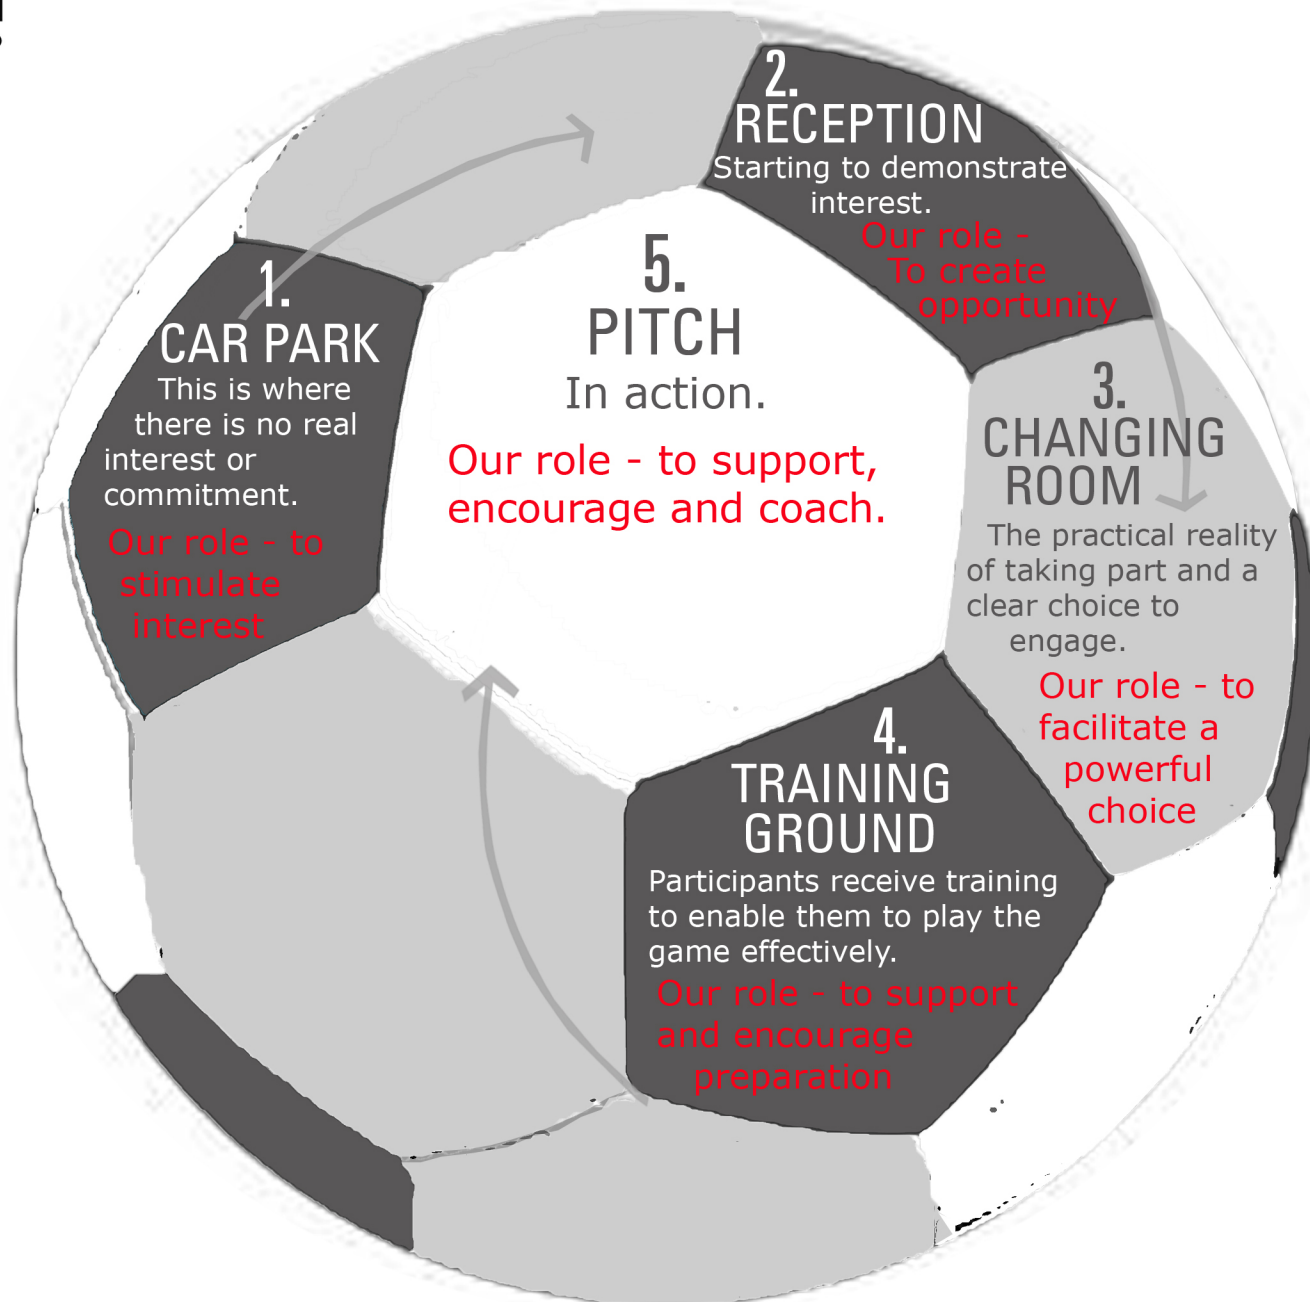 1.
CAR PARK
This is where
there is no real
interest or
commitment.
Our role - to
stimulate
interest
2.
RECEPTION
Starting to demonstrate
interest.
Our role -
To create
opportunity
3.
CHANGING
ROOM
The practical reality
of taking part and a
clear choice to
engage.
Our role - to
facilitate a
powerful
choice
4.
TRAINING
GROUND
Participants receive training
to enable them to play the
game effectively.
Our role - to support
and encourage
preparation
5.
PITCH
In action.
Our role - to support,
encourage and coach.